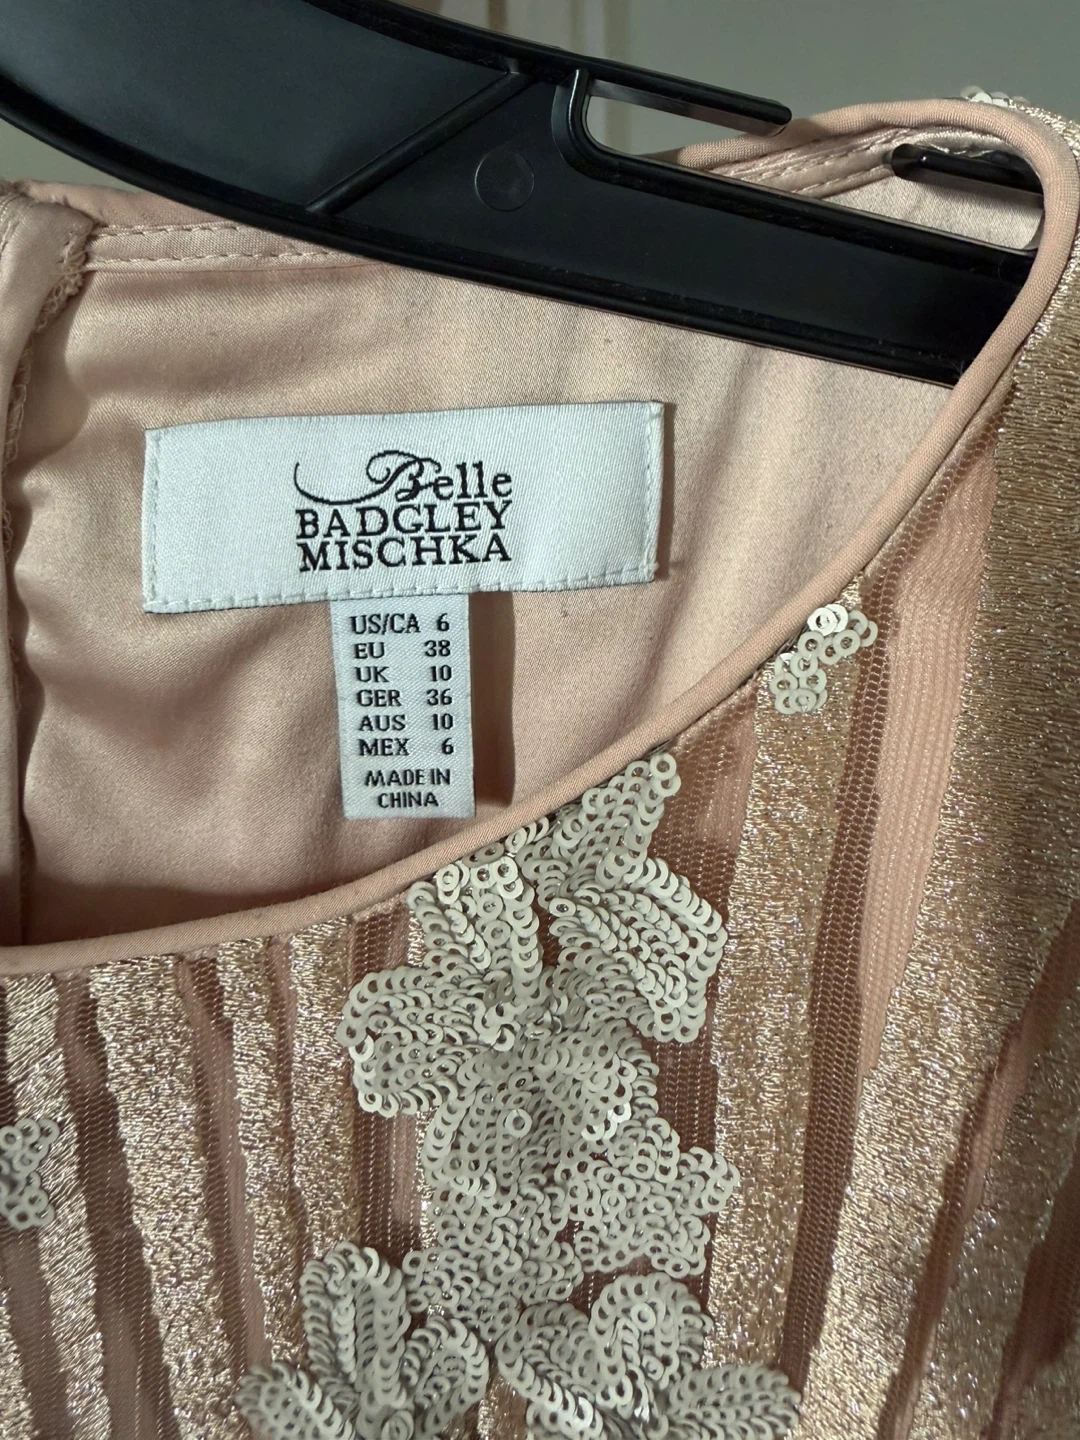 Belle
BADGLEY
MISCHKA
US/CA 6
EU 38
UK 10
GER 36
AUS 10
MEX 6
MADE IN
CHINA